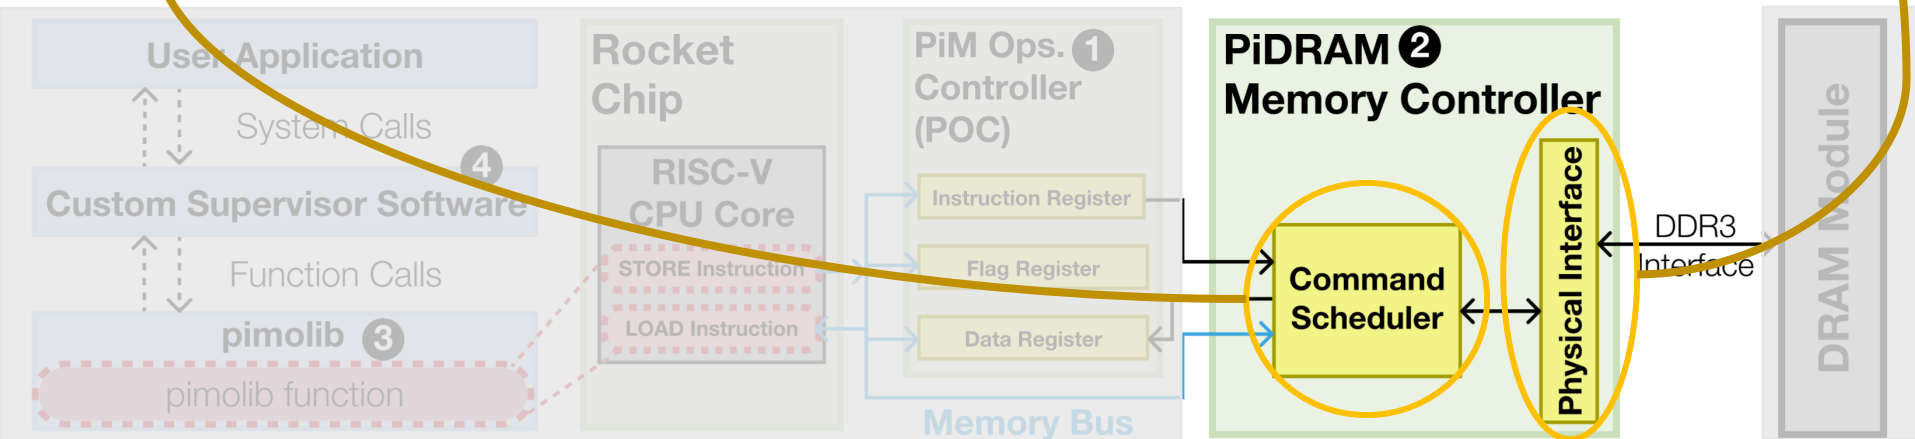 User Application
System Calls
4
Custom Supervisor Software
Function Calls
pimolib 3
pimolib function
Rocket
Chip
RISC-V
CPU Core
STORE Instruction
LOAD Instruction
PiM Ops. 1
Controller
(POC)
Instruction Register
Flag Register
Data Register
Memory Bus
PiDRAM 2
Memory Controller
Command
Scheduler
Physical Interface
DDR3
Interface
DRAM Module